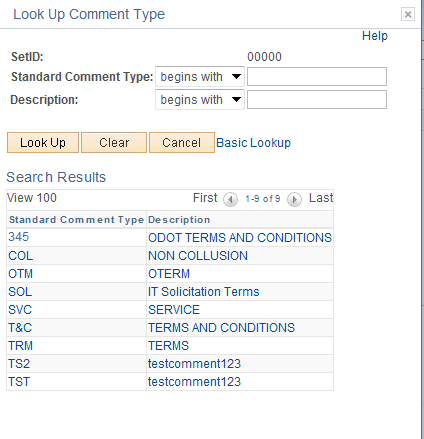 Look Up Comment Type
Help
SetID: 00000
Standard Comment Type: begins with
Description: begins with
Look Up Clear Cancel Basic Lookup
Search Results
View 100 First 1-9 of 9 Last
Standard Comment Type Description
345 ODOT TERMS AND CONDITIONS
COL NON COLLUSION
OTM OTERM
SOL IT Solicitation Terms
SVC SERVICE
T&C TERMS AND CONDITIONS
TRM TERMS
TS2 testcomment123
TST testcomment123